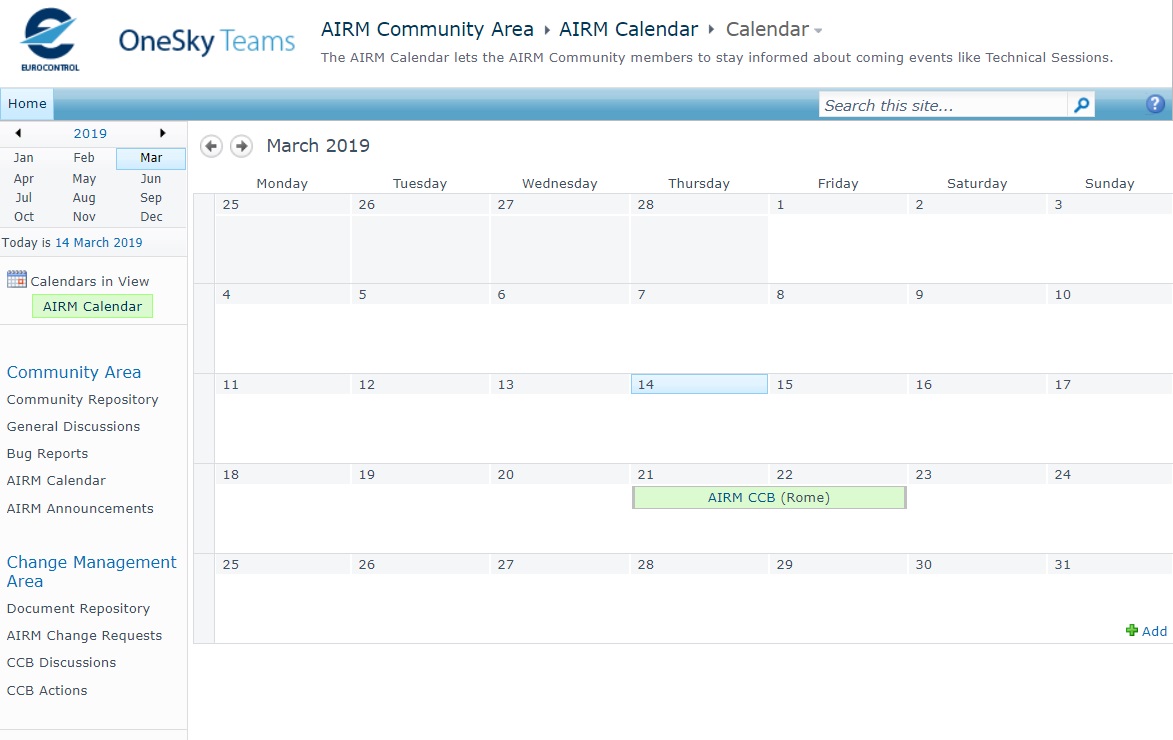 EUROCONTROL
OneSky Teams
AIRM Community Area AIRM Calendar Calendar
The AIRM Calendar lets the AIRM Community members to stay informed about coming events like Technical Sessions.
Home
Search this site...
?
2019
Jan Feb Mar
Apr May Jun
Jul Aug Sep
Oct Nov Dec
Today is 14 March 2019
Calendars in View
AIRM Calendar
Community Area
Community Repository
General Discussions
Bug Reports
AIRM Calendar
AIRM Announcements
Change Management
Area
Document Repository
AIRM Change Requests
CCB Discussions
CCB Actions
March 2019
Monday Tuesday Wednesday Thursday Friday Saturday Sunday
25 26 27 28 1 2 3
4 5 6 7 8 9 10
11 12 13 14 15 16 17
18 19 20 21 22 23 24
AIRM CCB (Rome)
25 26 27 28 29 30 31
Add